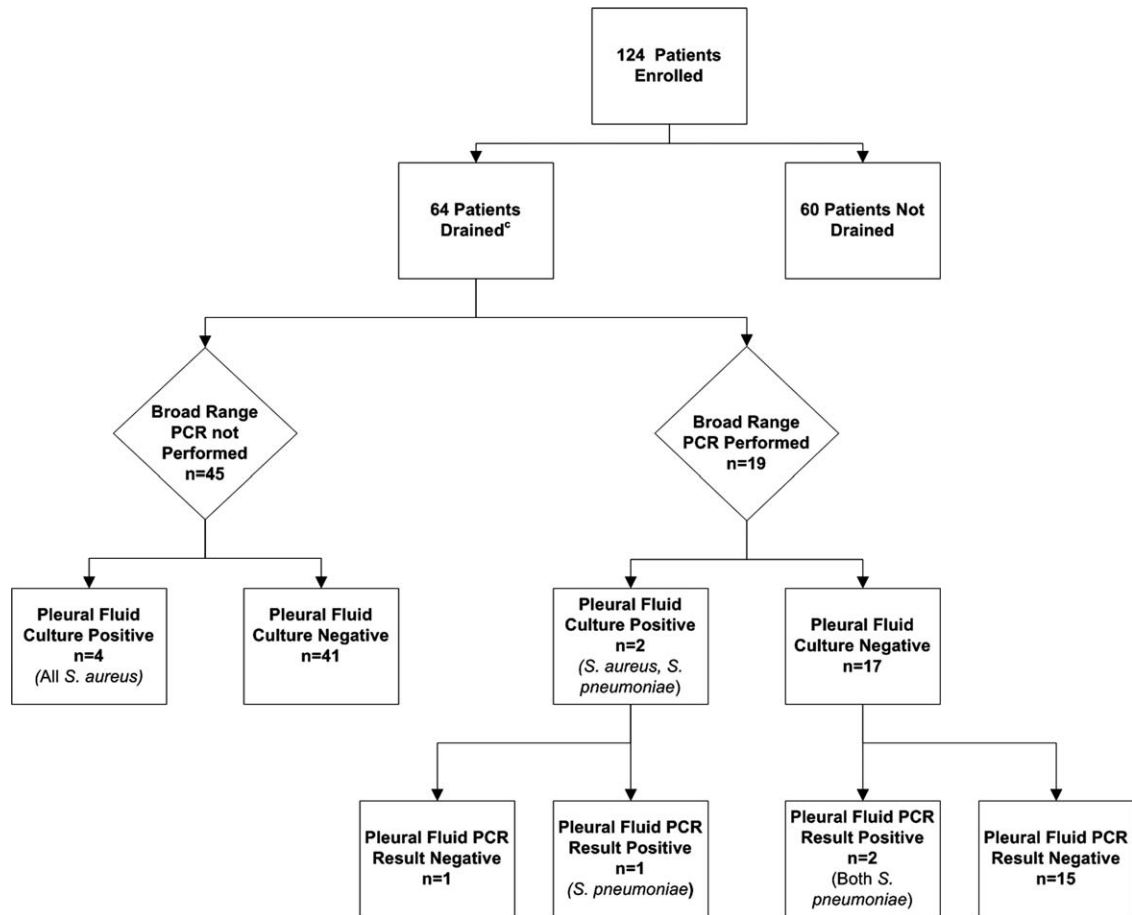 124 Patients
Enrolled
64 Patients
Drainedᶜ
60 Patients Not
Drained
Broad Range
PCR not
Performed
n=45
Broad Range
PCR Performed
n=19
Pleural Fluid
Culture Positive
n=4
(All S. aureus)
Pleural Fluid
Culture Negative
n=41
Pleural Fluid
Culture Positive
n=2
(S. aureus, S.
pneumoniae)
Pleural Fluid
Culture Negative
n=17
Pleural Fluid PCR
Result Negative
n=1
Pleural Fluid PCR
Result Positive
n=1
(S. pneumoniae)
Pleural Fluid PCR
Result Positive
n=2
(Both S.
pneumoniae)
Pleural Fluid PCR
Result Negative
n=15